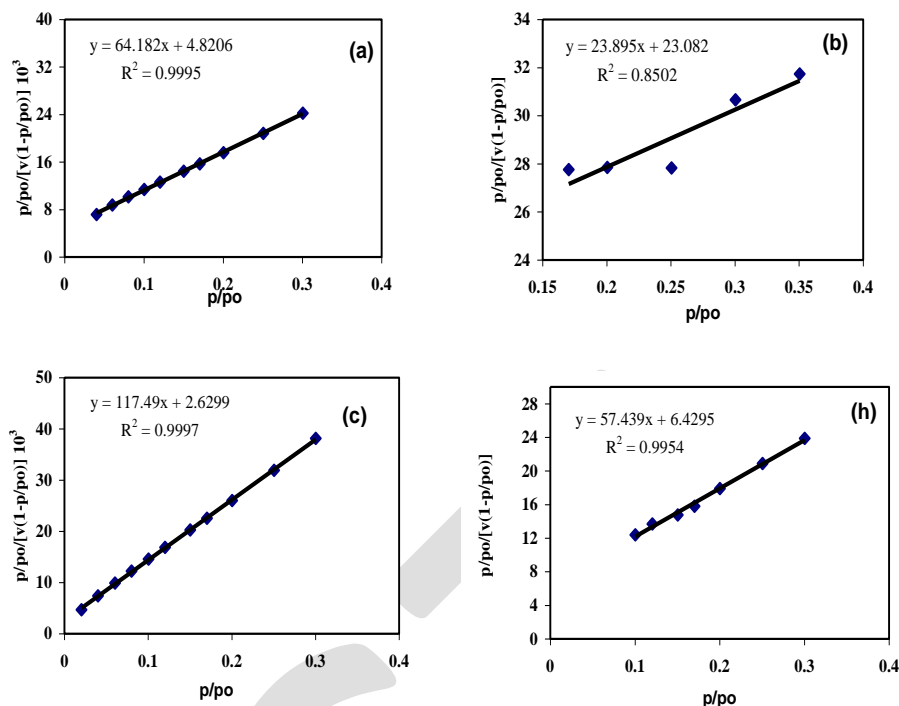 (a)
y = 64.182x + 4.8206
R² = 0.9995
p/po/[v(1-p/po)] 10³
40
32
24
16
8
0
0 0.1 0.2 0.3 0.4
p/po
(b)
y = 23.895x + 23.082
R² = 0.8502
p/po/[v(1-p/po)]
34
32
30
28
26
24
0.15 0.2 0.25 0.3 0.35 0.4
p/po
(c)
y = 117.49x + 2.6299
R² = 0.9997
p/po/[v(1-p/po)] 10³
50
40
30
20
10
0
0 0.1 0.2 0.3 0.4
p/po
(h)
y = 57.439x + 6.4295
R² = 0.9954
p/po/[v(1-p/po)]
28
24
20
16
12
8
4
0
0 0.1 0.2 0.3 0.4
p/po